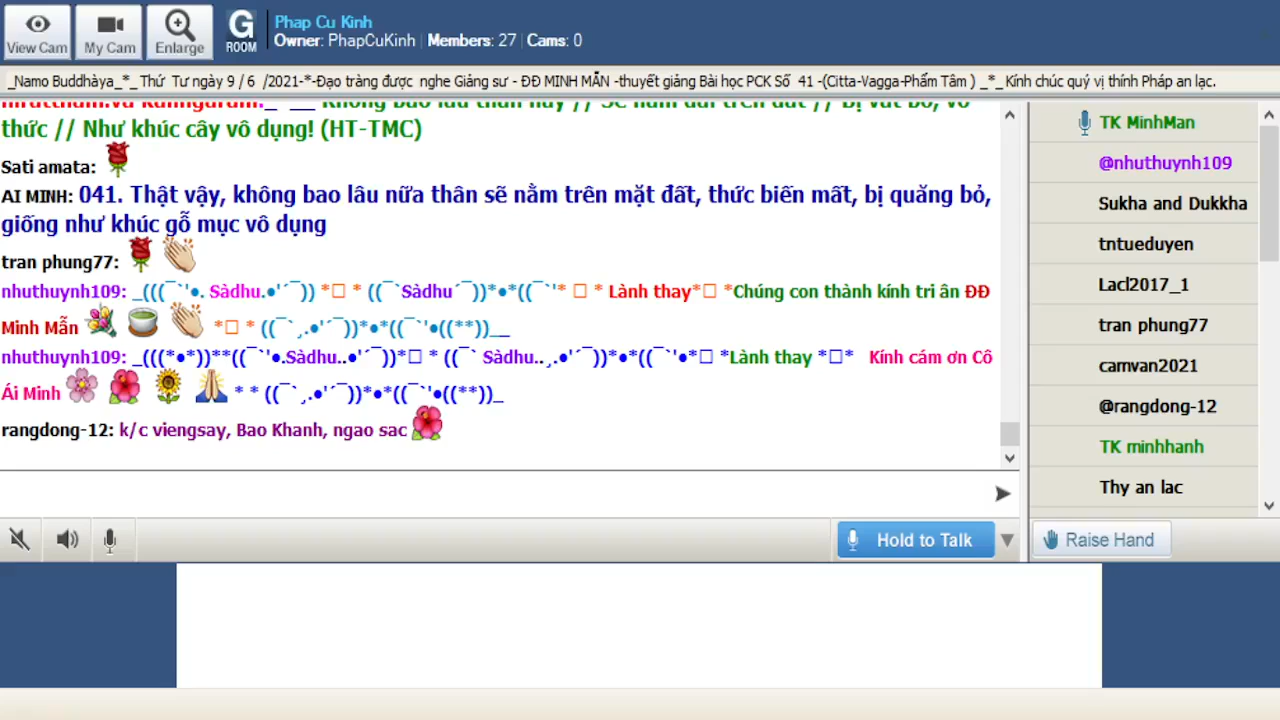 Phap Cu Kinh
Owner: PhapCuKinh Members: 27 Cams: 0
View Cam
My Cam
Enlarge
G
ROOM
_Namo Buddhàya_*_Thứ Tư ngày 9 / 6 /2021-*-Đạo tràng được nghe Giảng sư - ĐĐ MINH MẪN -thuyết giảng Bài học PCK Số 41 -(Citta-Vagga-Phẩm Tâm ) _*_Kính chúc quý vị thính Pháp an lạc.
thức // Như khúc cây vô dụng! (HT-TMC)
Sati amata:
AI MINH: 041. Thật vậy, không bao lâu nữa thân sẽ nằm trên mặt đất, thức biến mất, bị quăng bỏ,
giống như khúc gỗ mục vô dụng
tran phung77:
nhuthuynh109: _(((¯`'•. Sàdhu.•'´¯)) *▯ * ((¯`Sàdhu´¯))*•*((¯`'* ▯ * Lành thay*▯ *Chúng con thành kính tri ân ĐĐ
Minh Mẫn *▯ * ((¯`¸.•'´¯))*•*((¯`'•((**))__
nhuthuynh109: _(((*•*))**((¯`'•.Sàdhu..•'´¯))*▯ * ((¯` Sàdhu..¸.•'´¯))*•*((¯`'•*▯ *Lành thay *▯* Kính cám ơn Cô
Ái Minh * * ((¯`¸.•'´¯))*•*((¯`'•((**))_
rangdong-12: k/c viengsay, Bao Khanh, ngao sac
TK MinhMan
@nhuthuynh109
Sukha and Dukkha
tntueduyen
Lacl2017_1
tran phung77
camvan2021
@rangdong-12
TK minhhanh
Thy an lac
Hold to Talk
Raise Hand